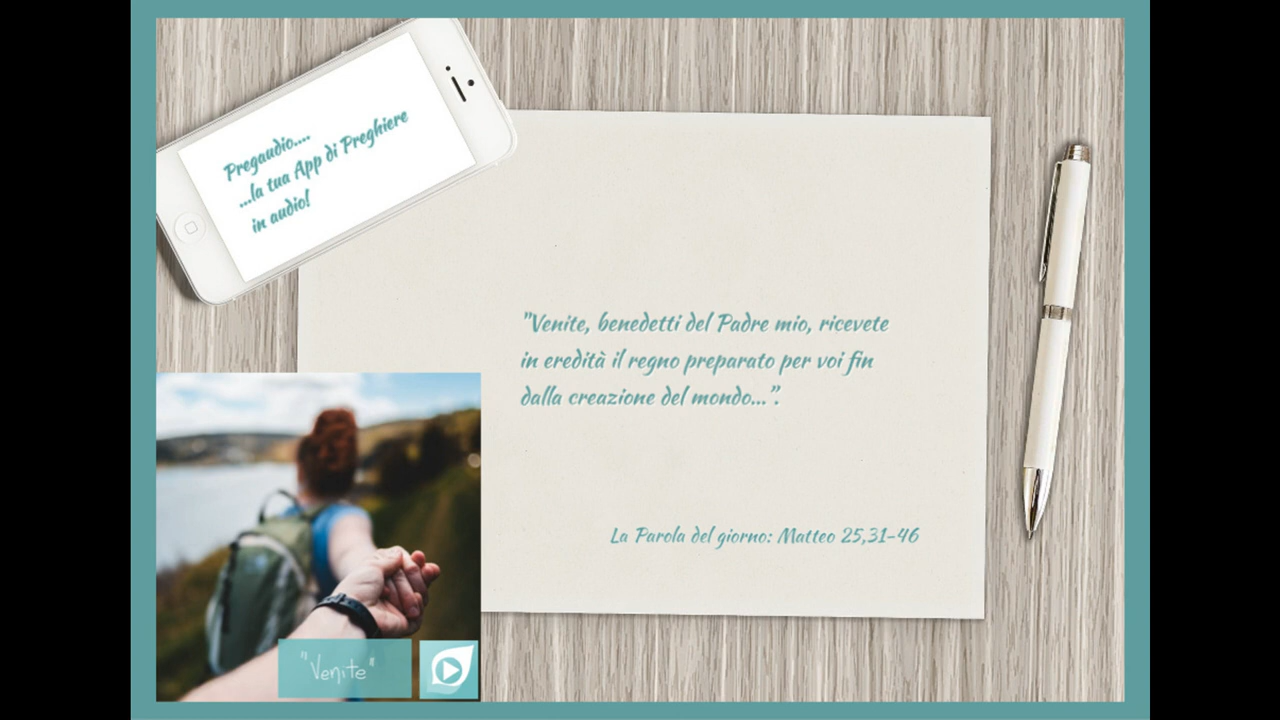 Pregaudio....
...la tua App di Preghiere
in audio!
"Venite, benedetti del Padre mio, ricevete
in eredità il regno preparato per voi fin
dalla creazione del mondo...”.
La Parola del giorno: Matteo 25,31-46
"Venite"